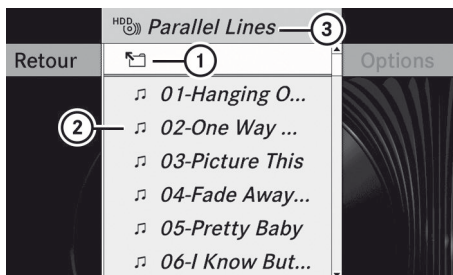 HDD Parallel Lines 3
Retour 1 Options
01-Hanging O...
2 02-One Way ...
03-Picture This
04-Fade Away...
05-Pretty Baby
06-I Know But...